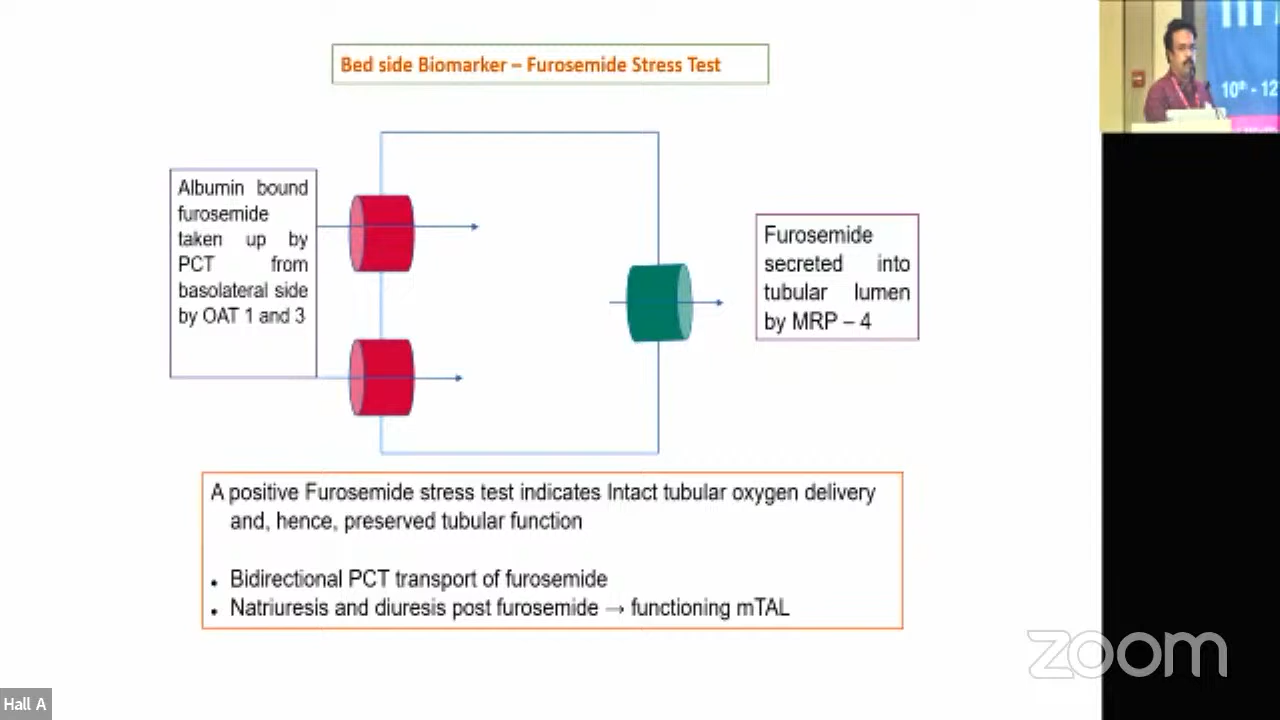 Bed side Biomarker – Furosemide Stress Test
Albumin bound
furosemide
taken up by
PCT from
basolateral side
by OAT 1 and 3
Furosemide
secreted into
tubular lumen
by MRP – 4
A positive Furosemide stress test indicates Intact tubular oxygen delivery
and, hence, preserved tubular function
• Bidirectional PCT transport of furosemide
• Natriuresis and diuresis post furosemide → functioning mTAL
10th - 12
zoom
Hall A